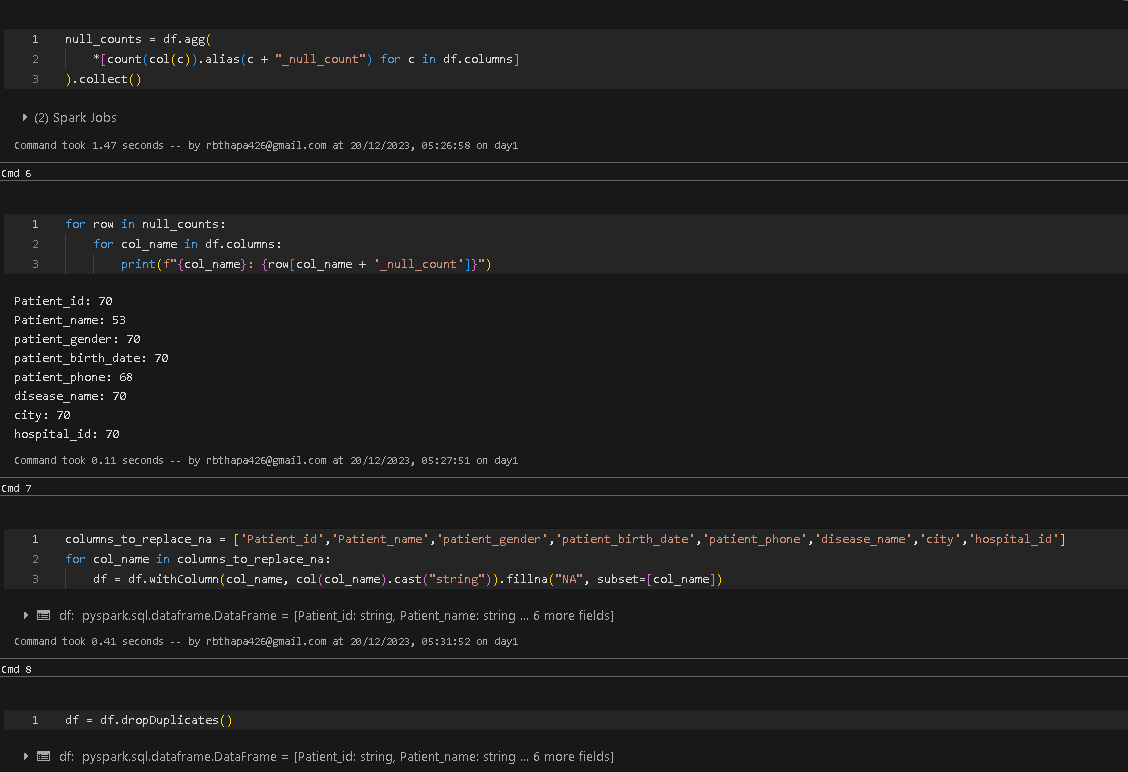 1 null_counts = df.agg(
2 *[count(col(c)).alias(c + "_null_count") for c in df.columns]
3 ).collect()
(2) Spark Jobs
Command took 1.47 seconds -- by rbthapa426@gmail.com at 20/12/2023, 05:26:58 on day1
Cmd 6
1 for row in null_counts:
2 for col_name in df.columns:
3 print(f"{col_name}: {row[col_name + '_null_count']}")
Patient_id: 70
Patient_name: 53
patient_gender: 70
patient_birth_date: 70
patient_phone: 68
disease_name: 70
city: 70
hospital_id: 70
Command took 0.11 seconds -- by rbthapa426@gmail.com at 20/12/2023, 05:27:51 on day1
Cmd 7
1 columns_to_replace_na = ['Patient_id','Patient_name','patient_gender','patient_birth_date','patient_phone','disease_name','city','hospital_id']
2 for col_name in columns_to_replace_na:
3 df = df.withColumn(col_name, col(col_name).cast("string")).fillna("NA", subset=[col_name])
df: pyspark.sql.dataframe.DataFrame = [Patient_id: string, Patient_name: string ... 6 more fields]
Command took 0.41 seconds -- by rbthapa426@gmail.com at 20/12/2023, 05:31:52 on day1
Cmd 8
1 df = df.dropDuplicates()
df: pyspark.sql.dataframe.DataFrame = [Patient_id: string, Patient_name: string ... 6 more fields]